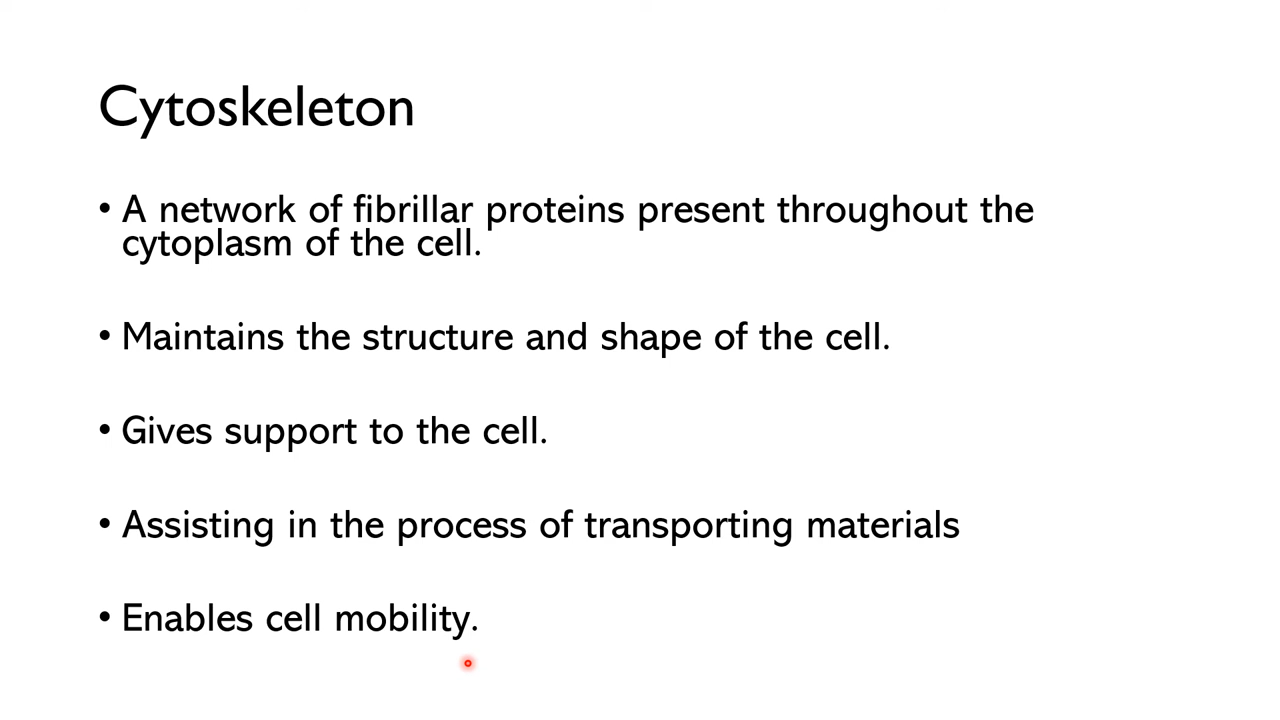 Cytoskeleton
• A network of fibrillar proteins present throughout the
cytoplasm of the cell.
• Maintains the structure and shape of the cell.
• Gives support to the cell.
• Assisting in the process of transporting materials
• Enables cell mobility.